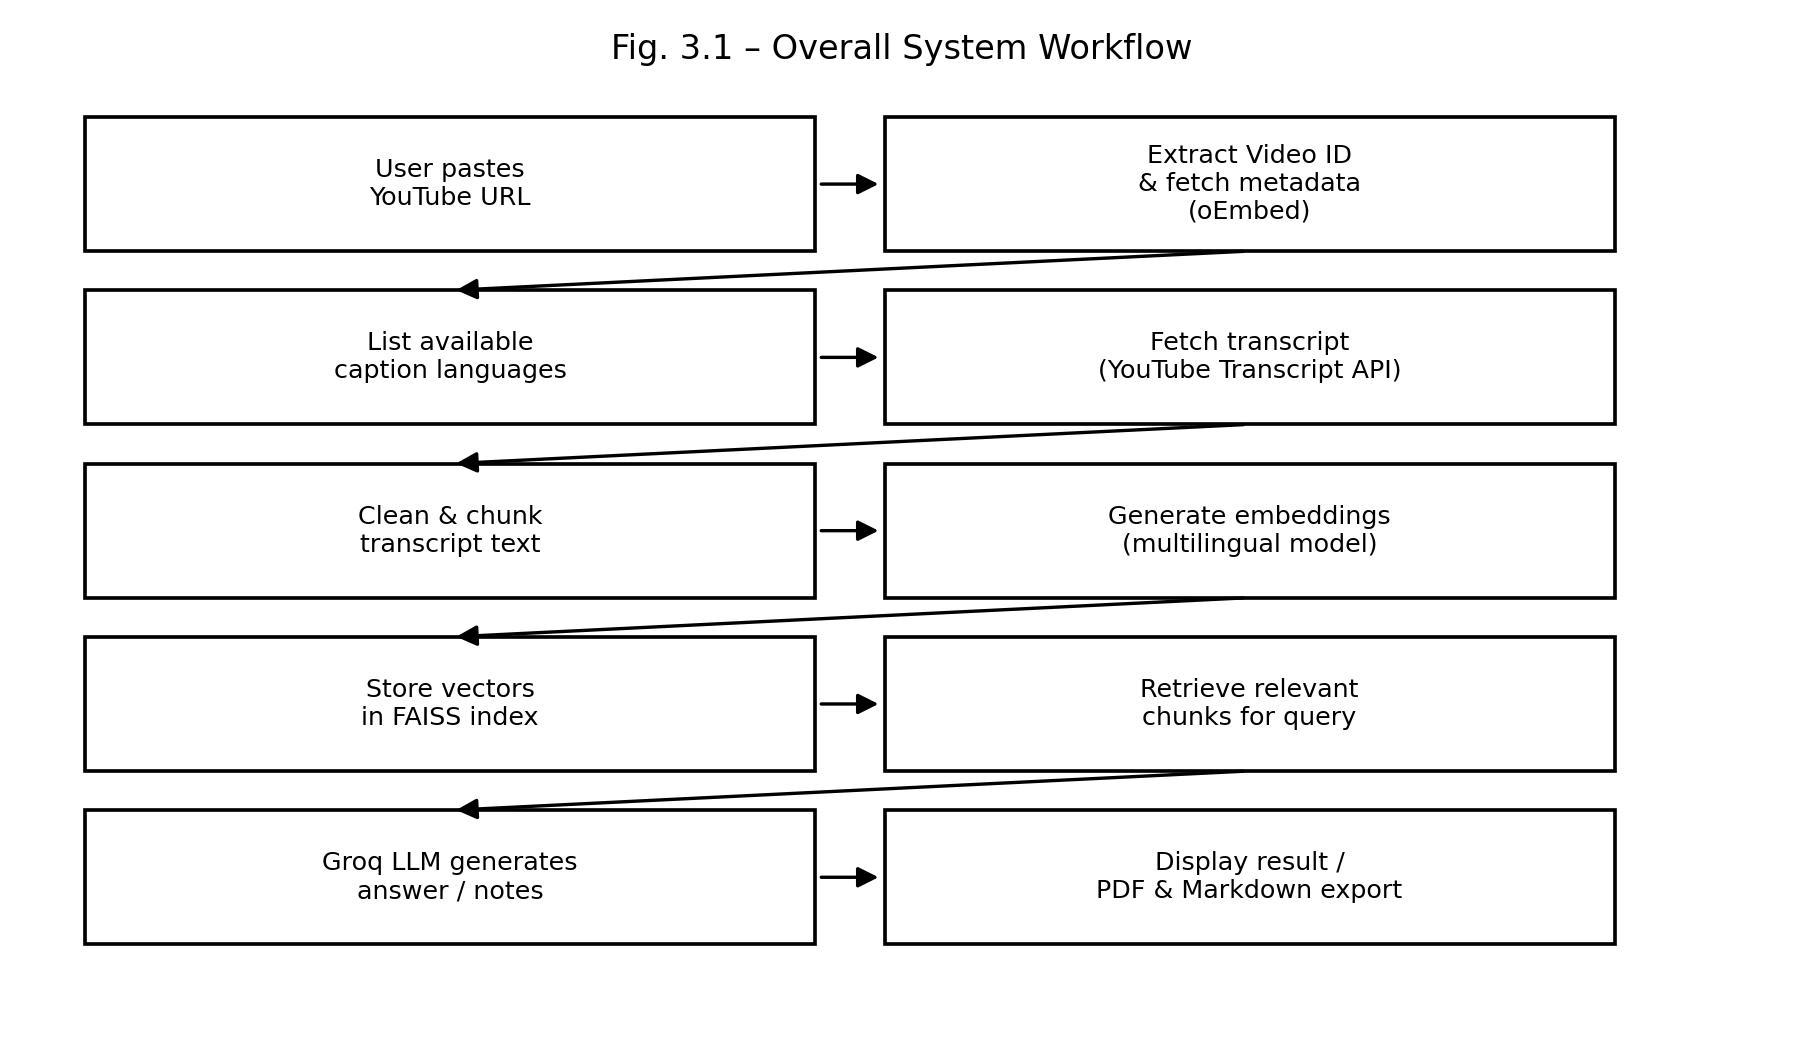 Fig. 3.1 – Overall System Workflow
User pastes
YouTube URL
Extract Video ID
& fetch metadata
(oEmbed)
List available
caption languages
Fetch transcript
(YouTube Transcript API)
Clean & chunk
transcript text
Generate embeddings
(multilingual model)
Store vectors
in FAISS index
Retrieve relevant
chunks for query
Groq LLM generates
answer / notes
Display result /
PDF & Markdown export